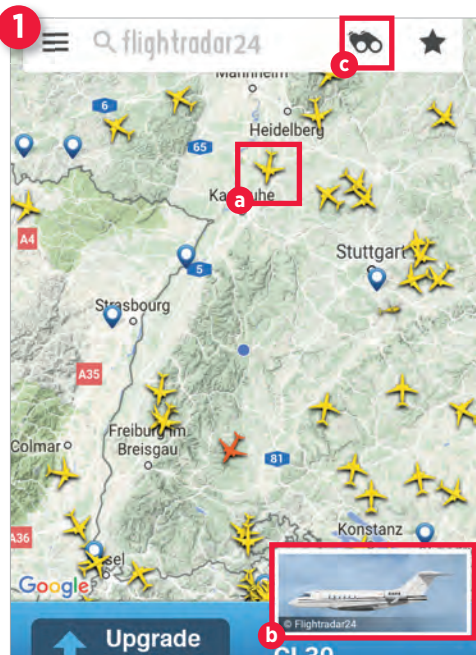 1
flightradar24
c
Mannheim
6
Heidelberg
65
a
A4
Stuttgart
5
Strasbourg
A35
Freiburg im
Breisgau
81
Colmar
Konstanz
A36
Google
b
© Flightradar24
Upgrade
CL30